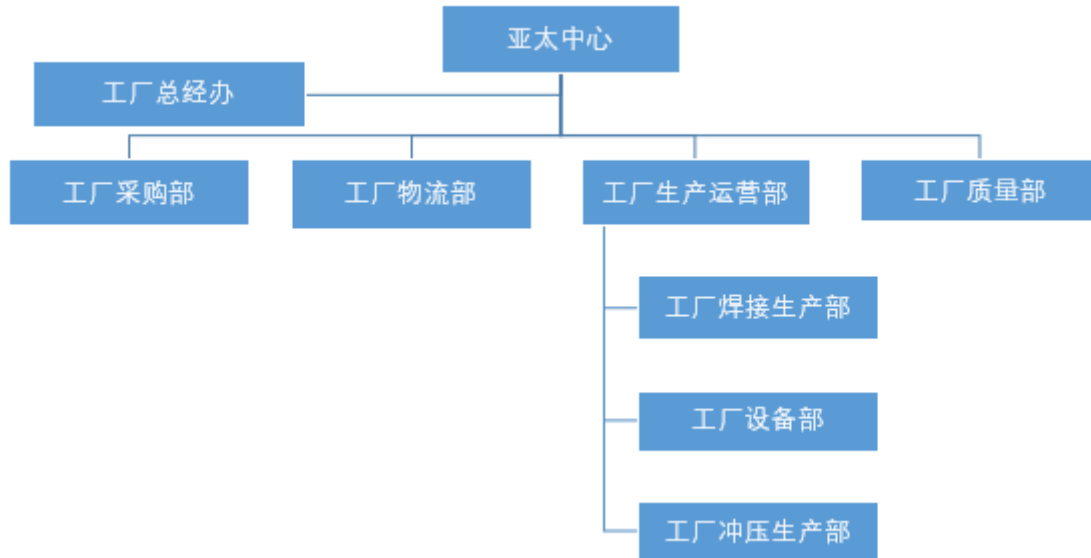 亚太中心
工厂总经办
工厂采购部
工厂物流部
工厂生产运营部
工厂质量部
工厂焊接生产部
工厂设备部
工厂冲压生产部